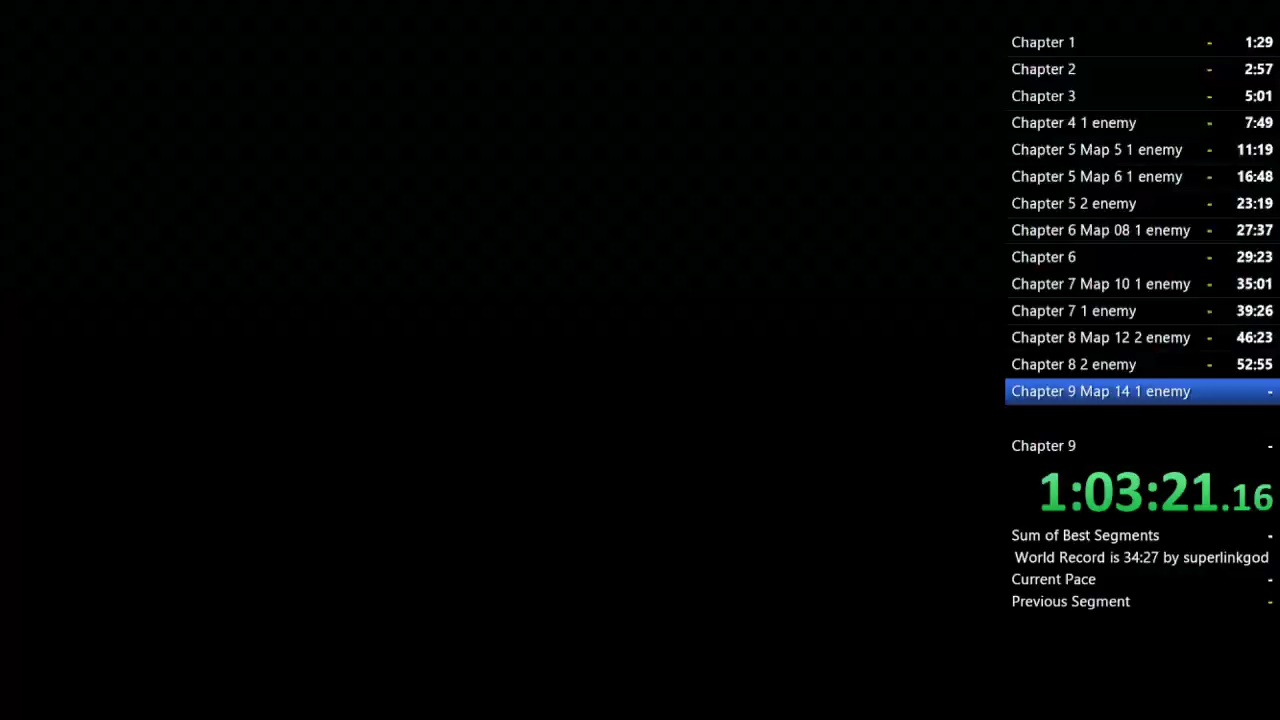 Chapter 1 - 1:29
Chapter 2 - 2:57
Chapter 3 - 5:01
Chapter 4 1 enemy - 7:49
Chapter 5 Map 5 1 enemy - 11:19
Chapter 5 Map 6 1 enemy - 16:48
Chapter 5 2 enemy - 23:19
Chapter 6 Map 08 1 enemy - 27:37
Chapter 6 - 29:23
Chapter 7 Map 10 1 enemy - 35:01
Chapter 7 1 enemy - 39:26
Chapter 8 Map 12 2 enemy - 46:23
Chapter 8 2 enemy - 52:55
Chapter 9 Map 14 1 enemy -
Chapter 9 -
1:03:21.16
Sum of Best Segments -
World Record is 34:27 by superlinkgod
Current Pace -
Previous Segment -